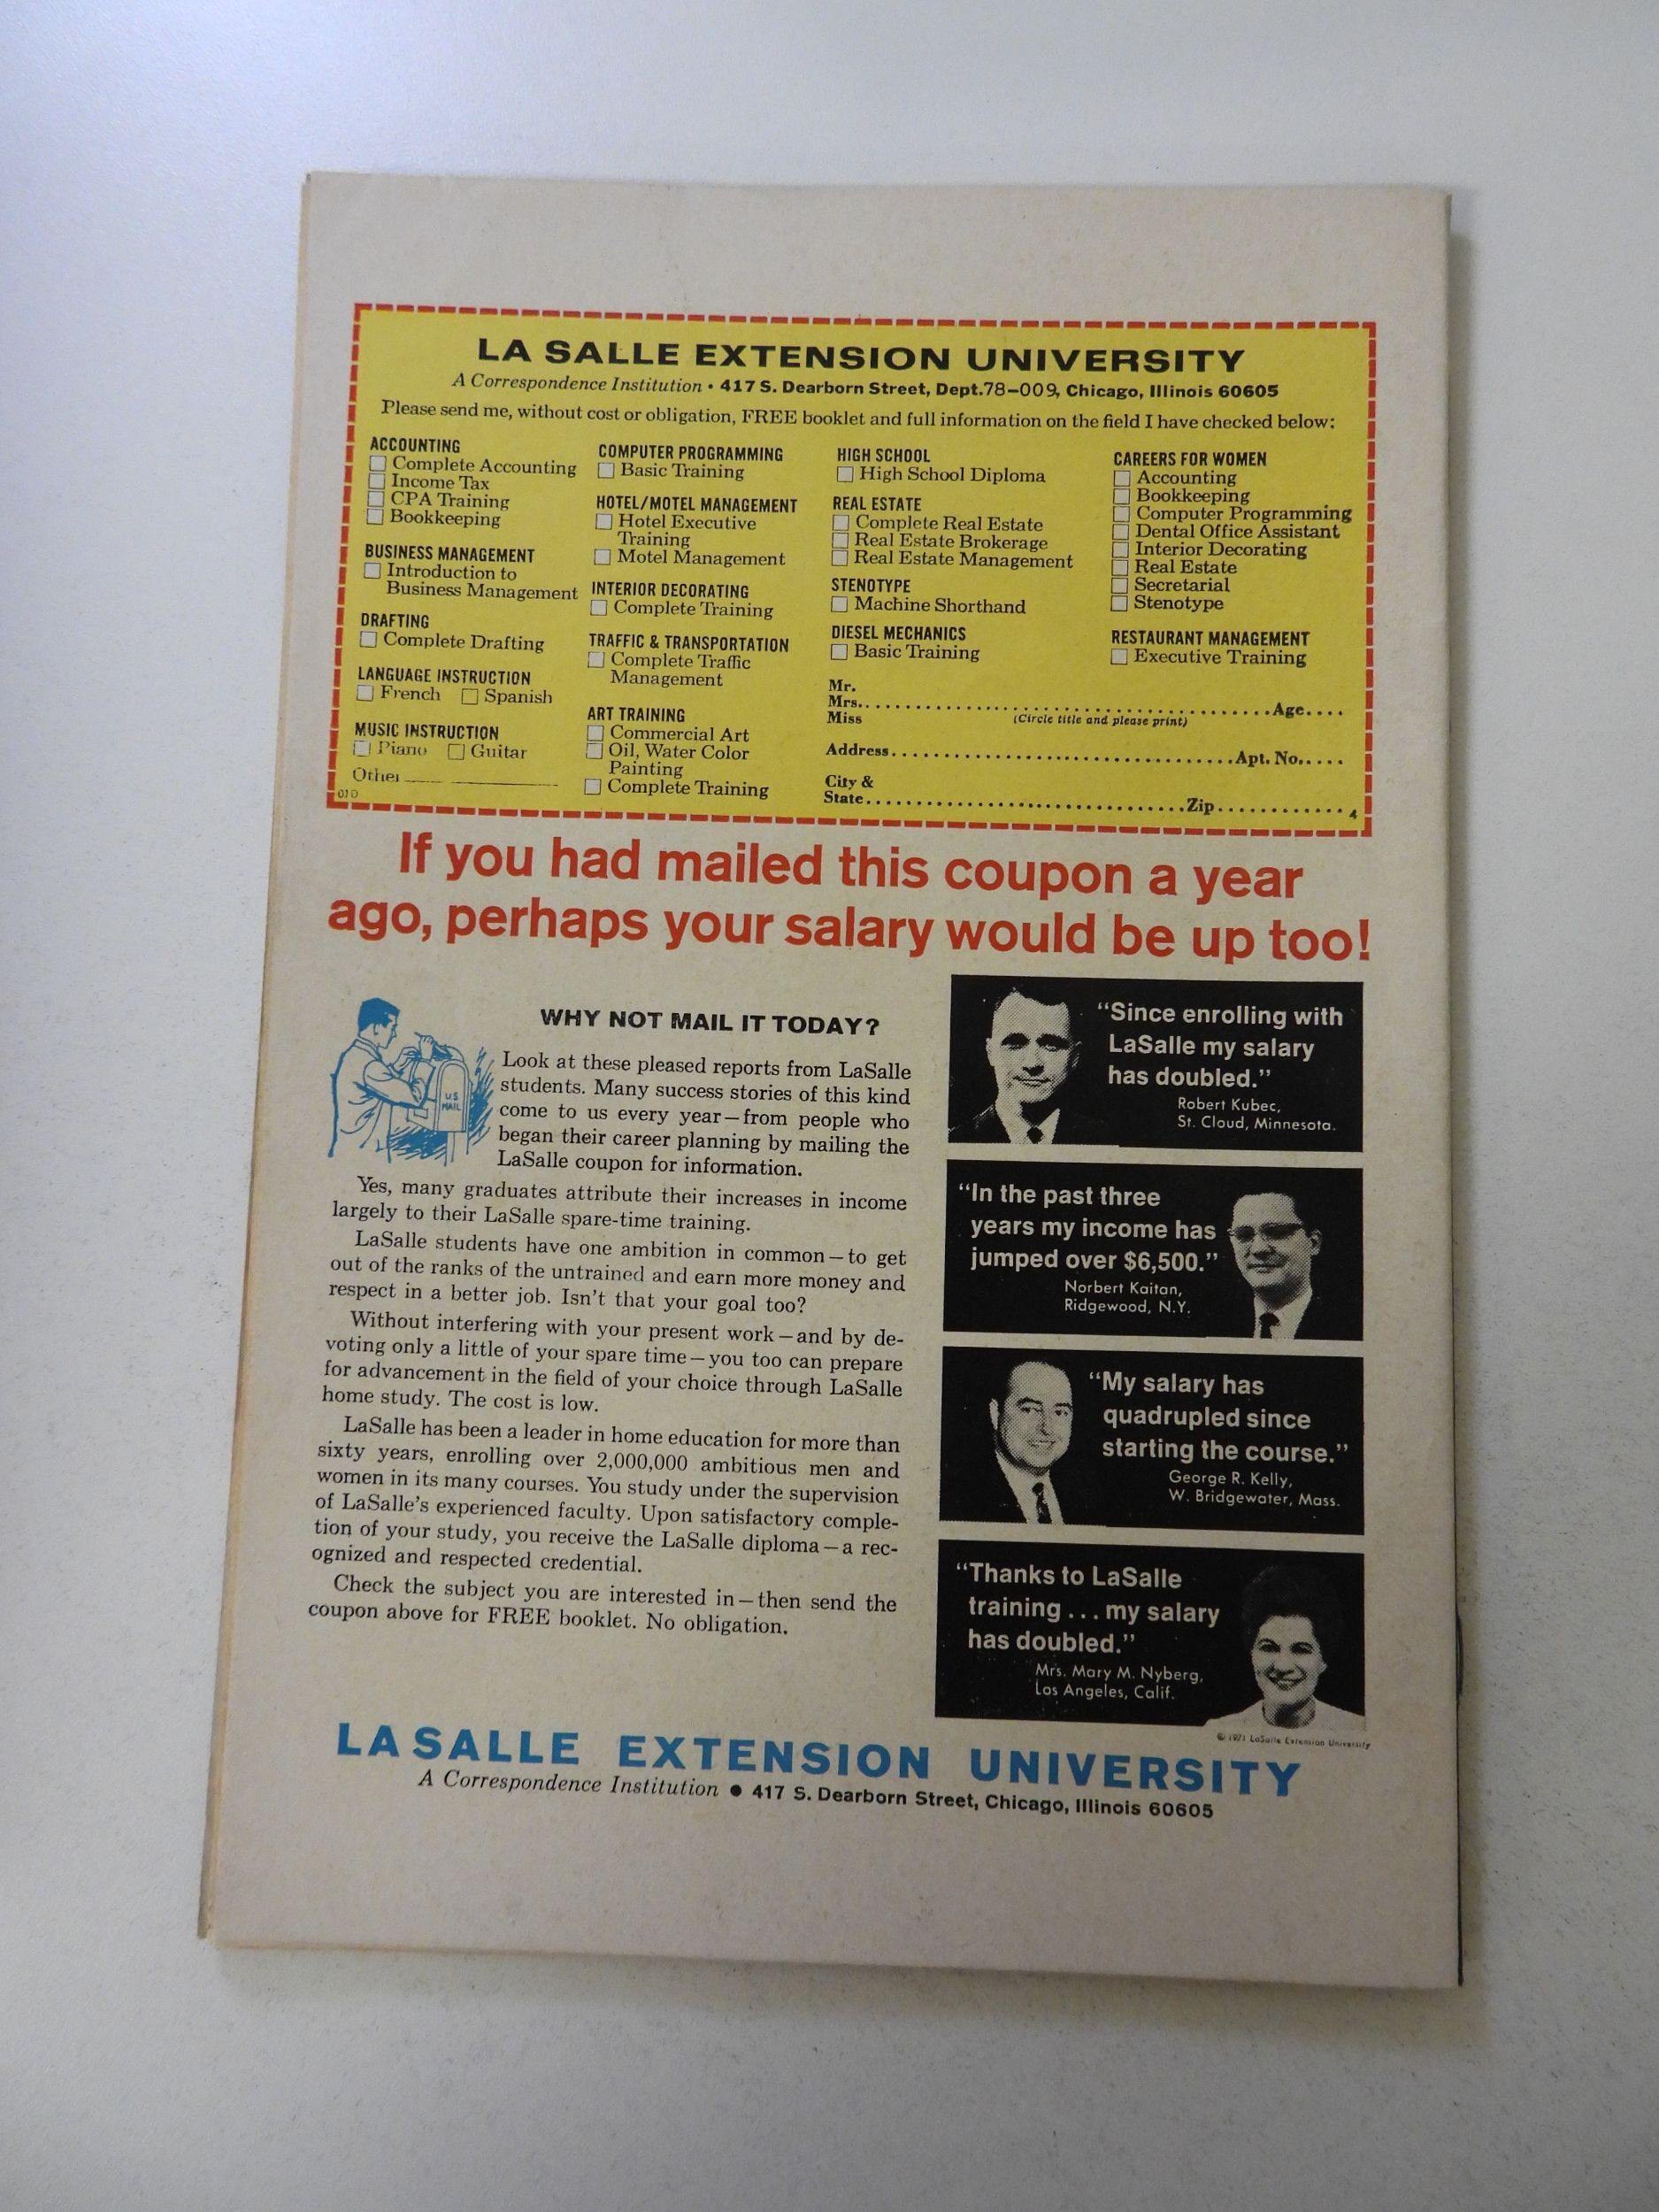 LA SALLE EXTENSION UNIVERSITY
A Correspondence Institution • 417 S. Dearborn Street, Dept.78-009, Chicago, Illinois 60605
Please send me, without cost or obligation, FREE booklet and full information on the field I have checked below:
ACCOUNTING
Complete Accounting
Income Tax
CPA Training
Bookkeeping
BUSINESS MANAGEMENT
Introduction to
Business Management
DRAFTING
Complete Drafting
LANGUAGE INSTRUCTION
French Spanish
MUSIC INSTRUCTION
Piano Guitar
Other
010
COMPUTER PROGRAMMING
Basic Training
HOTEL/MOTEL MANAGEMENT
Hotel Executive
Training
Motel Management
INTERIOR DECORATING
Complete Training
TRAFFIC & TRANSPORTATION
Complete Traffic
Management
ART TRAINING
Commercial Art
Oil, Water Color
Painting
Complete Training
HIGH SCHOOL
High School Diploma
REAL ESTATE
Complete Real Estate
Real Estate Brokerage
Real Estate Management
STENOTYPE
Machine Shorthand
DIESEL MECHANICS
Basic Training
CAREERS FOR WOMEN
Accounting
Bookkeeping
Computer Programming
Dental Office Assistant
Interior Decorating
Real Estate
Secretarial
Stenotype
RESTAURANT MANAGEMENT
Executive Training
Mr.
Mrs. Age
Miss (Circle title and please print)
Address Apt. No.
City &
State Zip 4
If you had mailed this coupon a year
ago, perhaps your salary would be up too!
WHY NOT MAIL IT TODAY?
U.S.
MAIL
Look at these pleased reports from LaSalle
students. Many success stories of this kind
come to us every year—from people who
began their career planning by mailing the
LaSalle coupon for information.
Yes, many graduates attribute their increases in income
largely to their LaSalle spare-time training.
LaSalle students have one ambition in common—to get
out of the ranks of the untrained and earn more money and
respect in a better job. Isn't that your goal too?
Without interfering with your present work—and by de-
voting only a little of your spare time—you too can prepare
for advancement in the field of your choice through LaSalle
home study. The cost is low.
LaSalle has been a leader in home education for more than
sixty years, enrolling over 2,000,000 ambitious men and
women in its many courses. You study under the supervision
of LaSalle's experienced faculty. Upon satisfactory comple-
tion of your study, you receive the LaSalle diploma—a rec-
ognized and respected credential.
Check the subject you are interested in—then send the
coupon above for FREE booklet. No obligation.
"Since enrolling with
LaSalle my salary
has doubled."
Robert Kubec,
St. Cloud, Minnesota.
"In the past three
years my income has
jumped over $6,500."
Norbert Kaitan,
Ridgewood, N.Y.
"My salary has
quadrupled since
starting the course."
George R. Kelly,
W. Bridgewater, Mass.
"Thanks to LaSalle
training . . . my salary
has doubled."
Mrs. Mary M. Nyberg,
Los Angeles, Calif.
© 1971 LaSalle Extension University
LA SALLE EXTENSION UNIVERSITY
A Correspondence Institution • 417 S. Dearborn Street, Chicago, Illinois 60605